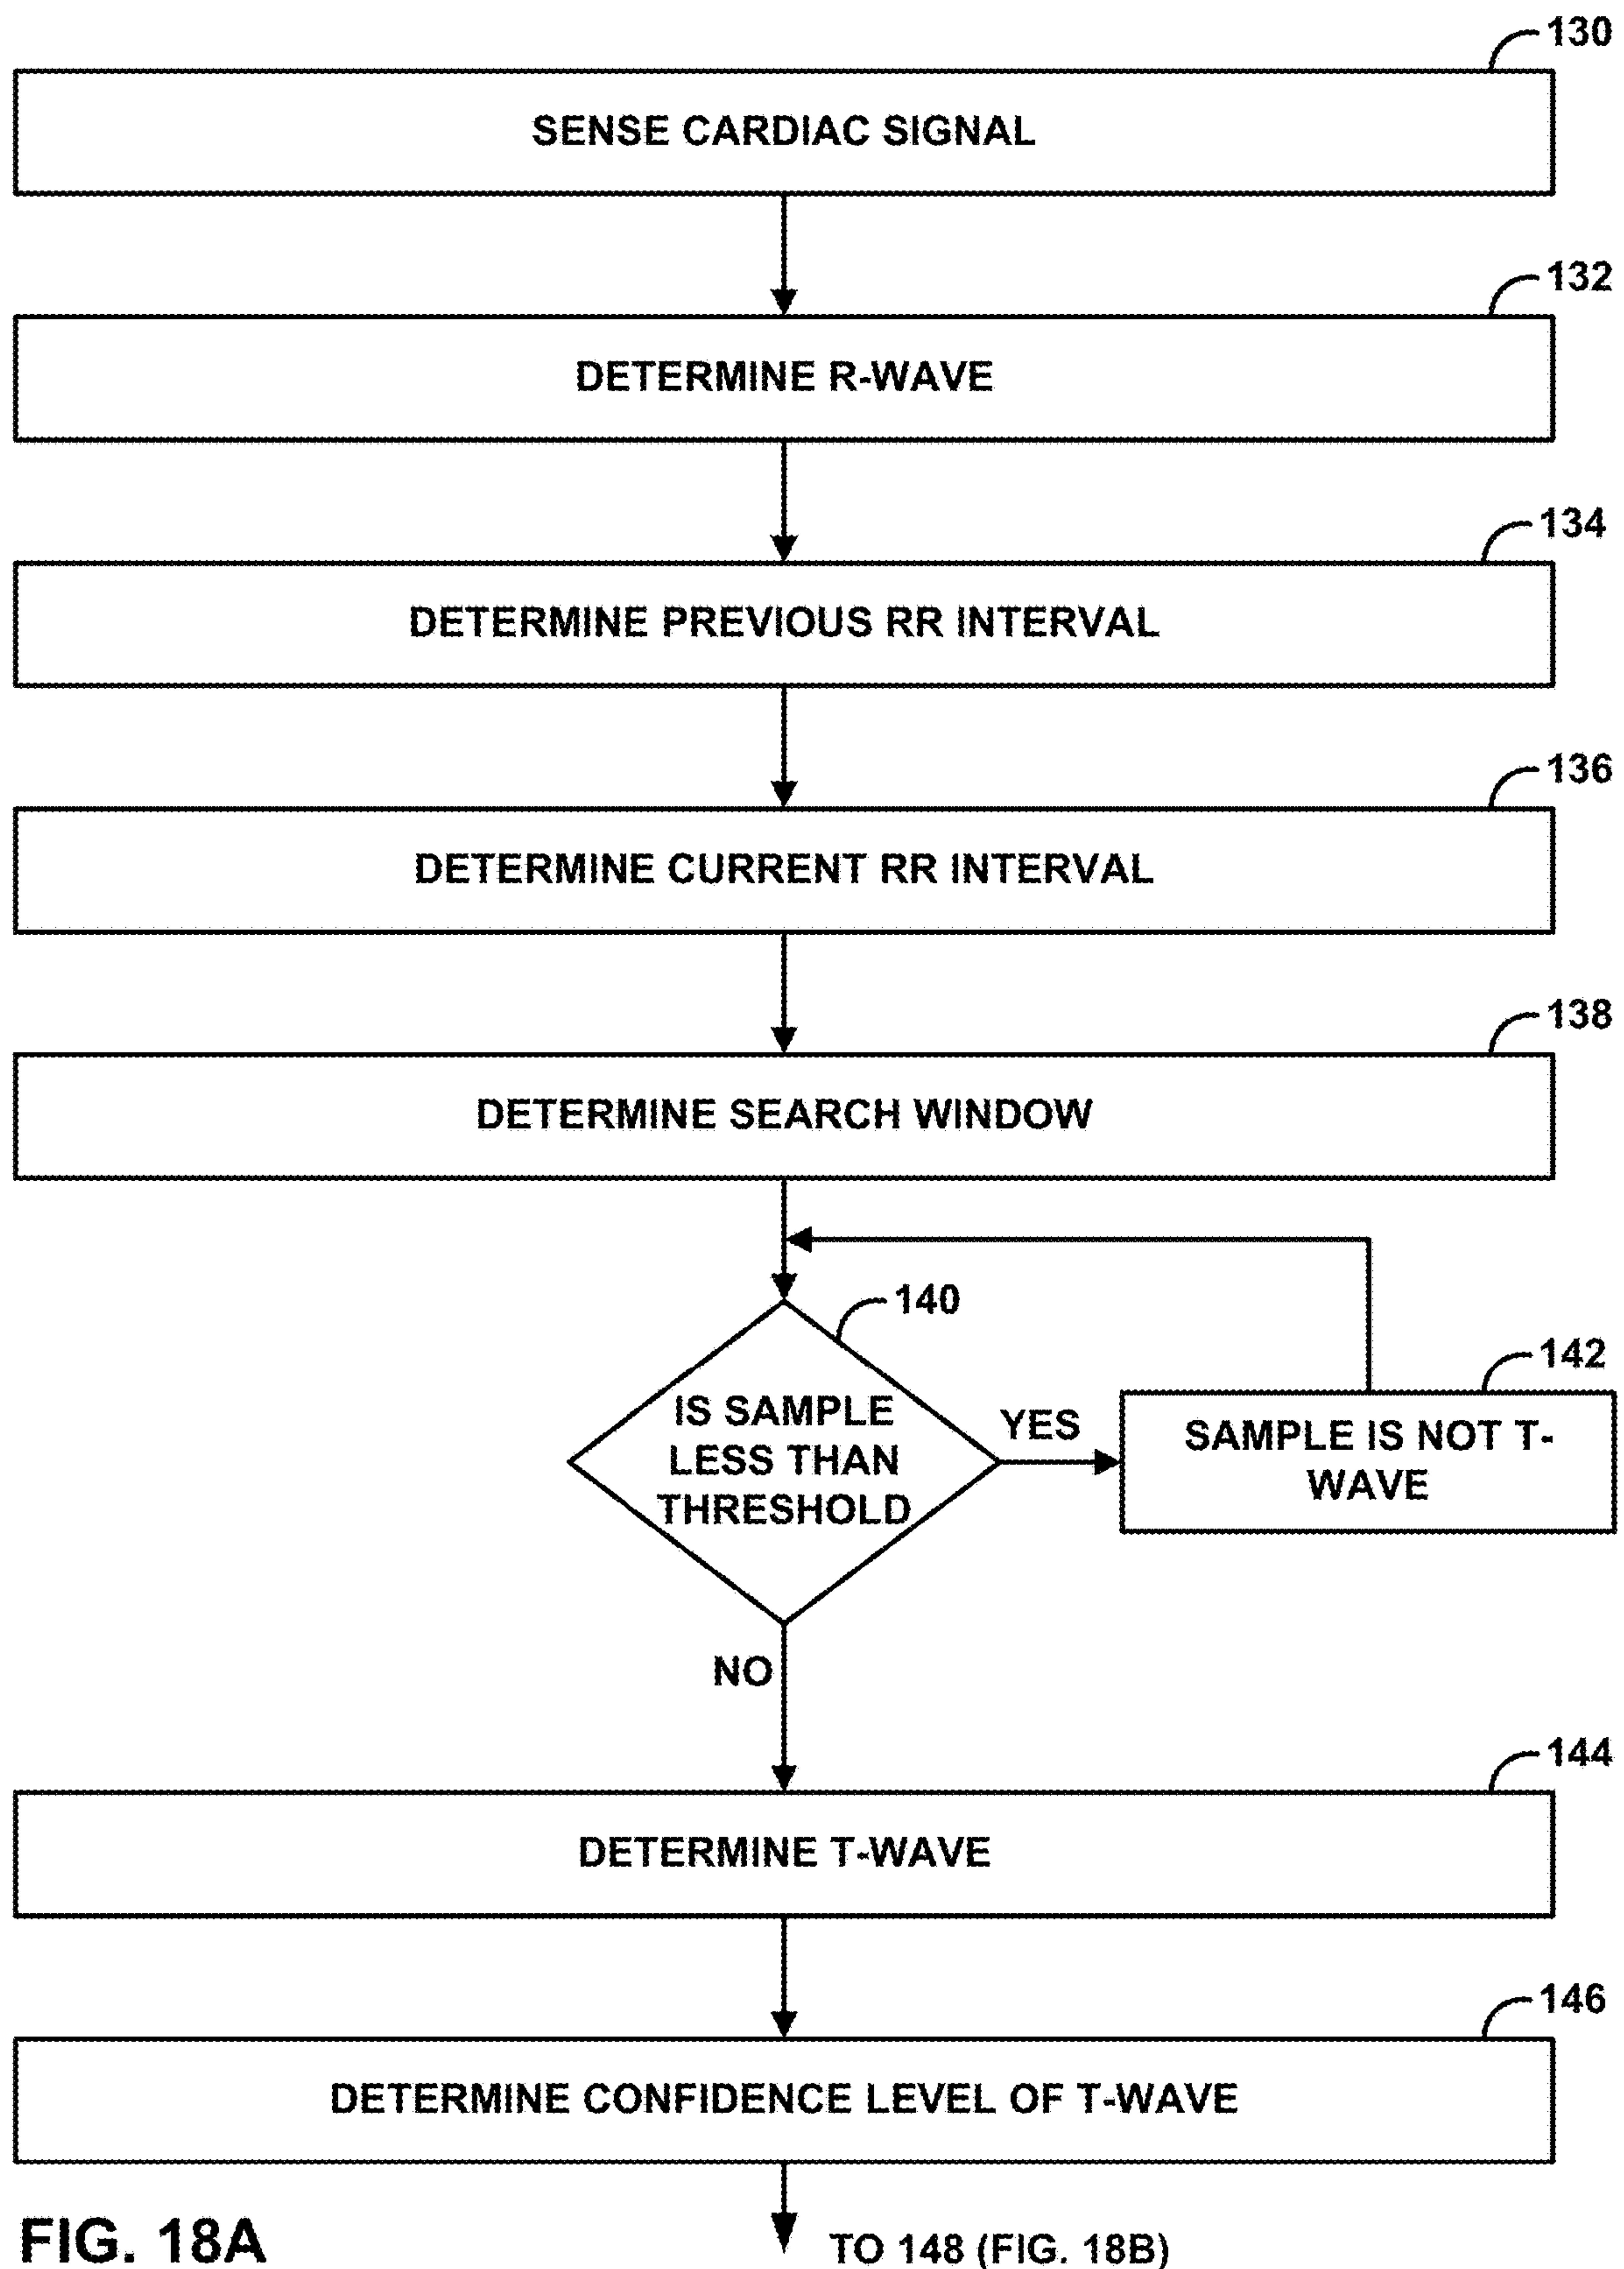 130
SENSE CARDIAC SIGNAL
132
DETERMINE R-WAVE
134
DETERMINE PREVIOUS RR INTERVAL
136
DETERMINE CURRENT RR INTERVAL
138
DETERMINE SEARCH WINDOW
140
IS SAMPLE
LESS THAN
THRESHOLD
YES
142
SAMPLE IS NOT T-
WAVE
NO
144
DETERMINE T-WAVE
146
DETERMINE CONFIDENCE LEVEL OF T-WAVE
FIG. 18A
TO 148 (FIG. 18B)